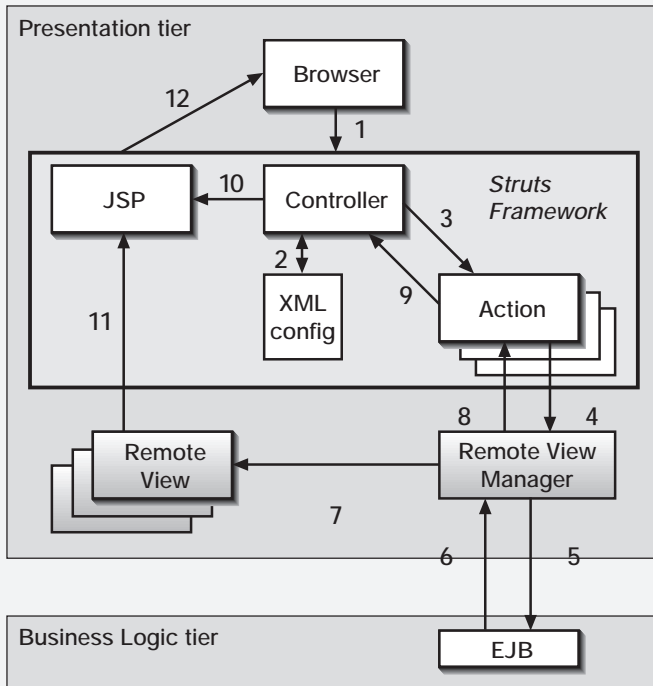 Presentation tier
Browser
12
1
JSP
10
Controller
Struts
Framework
3
2
9
XML
config
Action
11
8
4
Remote
View
Remote View
Manager
7
6
5
Business Logic tier
EJB